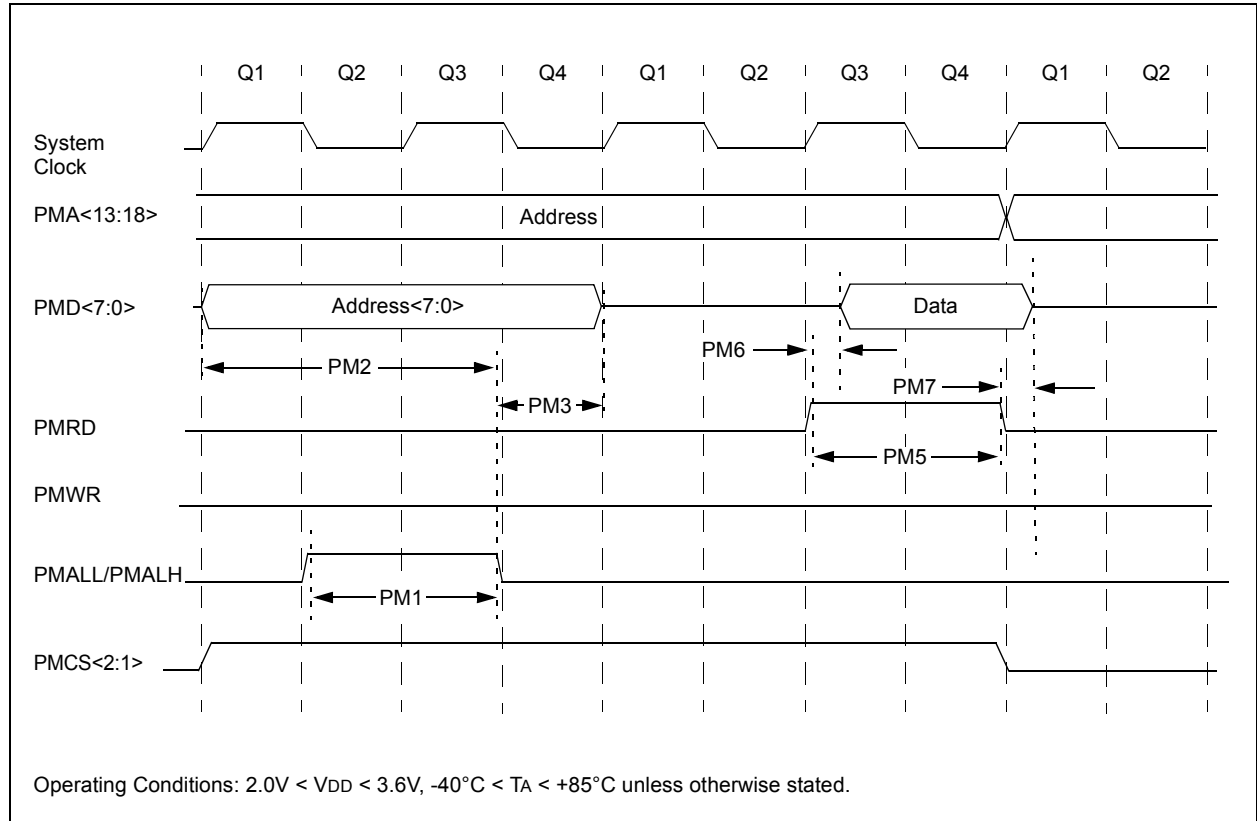 Q1 Q2 Q3 Q4 Q1 Q2 Q3 Q4 Q1 Q2
System
Clock
PMA<13:18>
Address
PMD<7:0>
Address<7:0>
Data
PM6
PM2
PM7
PM3
PMRD
PM5
PMWR
PMALL/PMALH
PM1
PMCS<2:1>
Operating Conditions: 2.0V < VDD < 3.6V, -40°C < TA < +85°C unless otherwise stated.